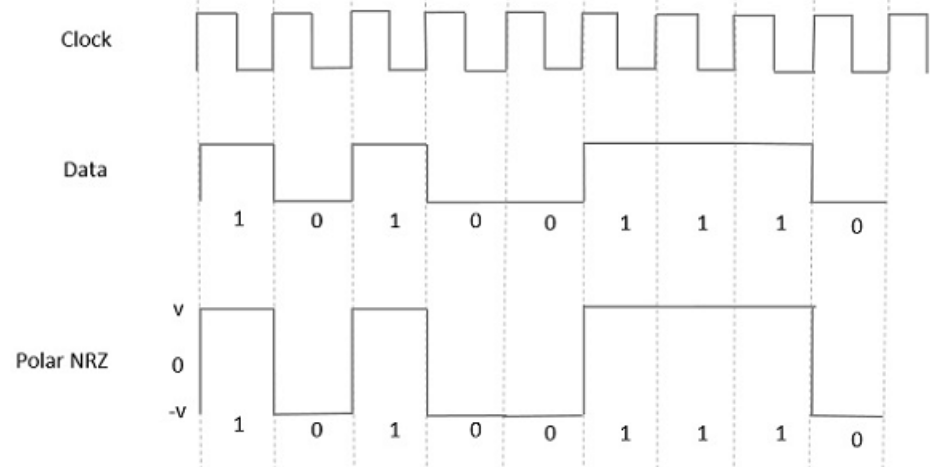 Clock
Data
1 0 1 0 0 1 1 1 0
v
Polar NRZ 0
-v
1 0 1 0 0 1 1 1 0